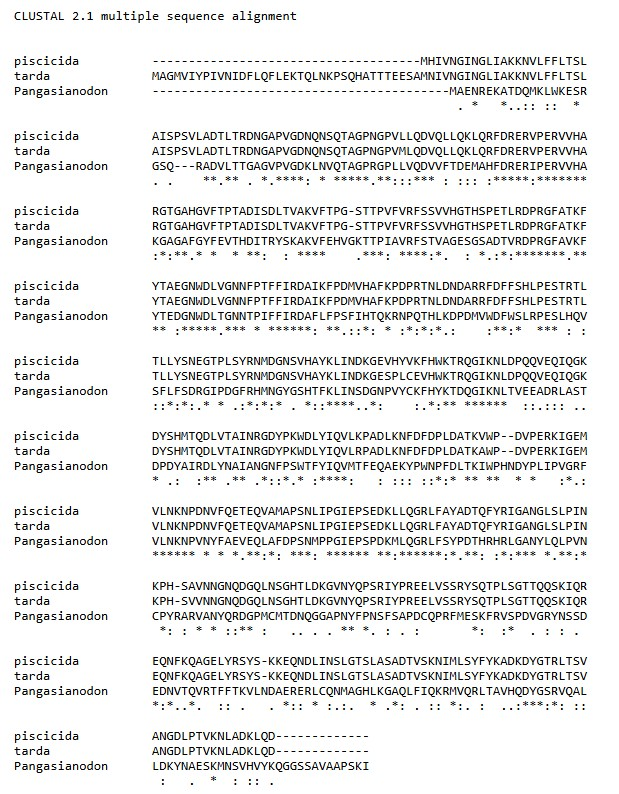 CLUSTAL 2.1 multiple sequence alignment
piscicida ------------------------------------MHIVNGINGLIAKKNVLFFLTSL
tarda MAGMVIYPIVNIDFLQFLEKTQLNKPSQHATTTEESAMNIVNGINGLIAKKNVLFFLTSL
Pangasianodon ----------------------------------------MAENREKATDQMKLWKESR
. * *..:: :: *
piscicida AISPSVLADTLTRDNGAPVGDNQNSQTAGPNGPVLLQDVQLLQKLQRFDRERVPERVVHA
tarda AISPSVLADTLTRDNGAPVGDNQNSQTAGPNGPVMLQDVQLLQKLQRFDRERVPERVVHA
Pangasianodon GSQ---RADVLTTGAGVPVGDKLNVQTAGPRGPLLVQDVVFTDEMAHFDRERIPERVVHA
. . **.** . *.****: * *****.**:::*** : ::: :*****:*******
piscicida RGTGAHGVFTPTADISDLTVAKVFTPG-STTPVFVRFSSVVHGTHSPETLRDPRGFATKF
tarda RGTGAHGVFTPTADISDLTVAKVFTPG-STTPVFVRFSSVVHGTHSPETLRDPRGFATKF
Pangasianodon KGAGAFGYFEVTHDITRYSKAKVFEHVGKTTPIAVRFSTVAGESGSADTVRDPRGFAVKF
:*:**.* * * **: : **** .***: ****:*. : *.:*:*******.**
piscicida YTAEGNWDLVGNNFPTFFIRDAIKFPDMVHAFKPDPRTNLDNDARRFDFFSHLPESTRTL
tarda YTAEGNWDLVGNNFPTFFIRDAIKFPDMVHAFKPDPRTNLDNDARRFDFFSHLPESTRTL
Pangasianodon YTEDGNWDLTGNNTPIFFIRDAFLFPSFIHTQKRNPQTHLKDPDMVWDFWSLRPESLHQV
** :*****.*** * ******: **.::*: * :*:*:*.: :**:* *** : :
piscicida TLLYSNEGTPLSYRNMDGNSVHAYKLINDKGEVHYVKFHWKTRQGIKNLDPQQVEQIQGK
tarda TLLYSNEGTPLSYRNMDGNSVHAYKLINDKGESPLCEVHWKTRQGIKNLDPQQVEQIQGK
Pangasianodon SFLFSDRGIPDGFRHMNGYGSHTFKLINSDGNPVYCKFHYKTDQGIKNLTVEEADRLAST
::*:*:.* * .:*:*:* . *::****..*: :.*:** ****** ::.:::  ..
piscicida DYSHMTQDLVTAINRGDYPKWDLYIQVLKPADLKNFDFDPLDATKVWP--DVPERKIGEM
tarda DYSHMTQDLVTAINRGDYPKWDLYIQVLRPADLKNFDFDPLDATKAWP--DVPERKIGEM
Pangasianodon DPDYAIRDLYNAIANGNFPSWTFYIQVMTFEQAEKYPWNPFDLTKIWPHNDYPLIPVGRF
* .: :** .** .*::*.* :****: : ::: ::*:* ** ** * * :*.:
piscicida VLNKNPDNVFQETEQVAMAPSNLIPGIEPSEDKLLQGRLFAYADTQFYRIGANGLSLPIN
tarda VLNKNPDNVFQETEQVAMAPSNLIPGIEPSEDKLLQGRLFAYADTQFYRIGANGLSLPIN
Pangasianodon VLNKNPVNYFAEVEQLAFDPSNMPPGIEPSPDKMLQGRLFSYPDTHRHRLGANYLQLPVN
****** * * *.**:*: ***: ****** **:******:*.**: :*:*** *.**:*
piscicida KPH-SAVNNNGNQDGQLNSGHTLDKGVNYQPSRIYPREELVSSRYSQTPLSGTTQQSKIQR
tarda KPH-SVVNNGNQDGQLNSGHTLDKGVNYQPSRIYPREELVSSRYSQTPLSGTTQQSKIQR
Pangasianodon CPYRARVANYQRDGPMCMTDNQGGAPNYFPNSFSAPDCQPRFMESKFRVSPDVGRYNSSD
*: : * * ::** : .. . . ** *. : . : *: :. . : . :
piscicida EQNFKQAGELYRSYS-KKEQNDLINSLGTSLASADTVSKNIMLSYFYKADKDYGTRLTSV
tarda EQNFKQAGELYRSYS-KKEQNDLINSLGTSLASADTVSKNIMLSYFYKADKDYGTRLTSV
Pangasianodon EDNVTQVRTFFTKVLNDAERERLCQNMAGHLKGAQLFIQKRMVQRLTAVHQDYGSRVQAL
*:*..*. :: . . *:: * :.:. * .*: . :: *:. : ..:***:*: ::
piscicida ANGDLPTVKNLADKLQD-------------
tarda ANGDLPTVKNLADKLQD-------------
Pangasianodon LDKYNAESKMNSVHVYKQGGSSAVAAPSKI
: . * : :: .